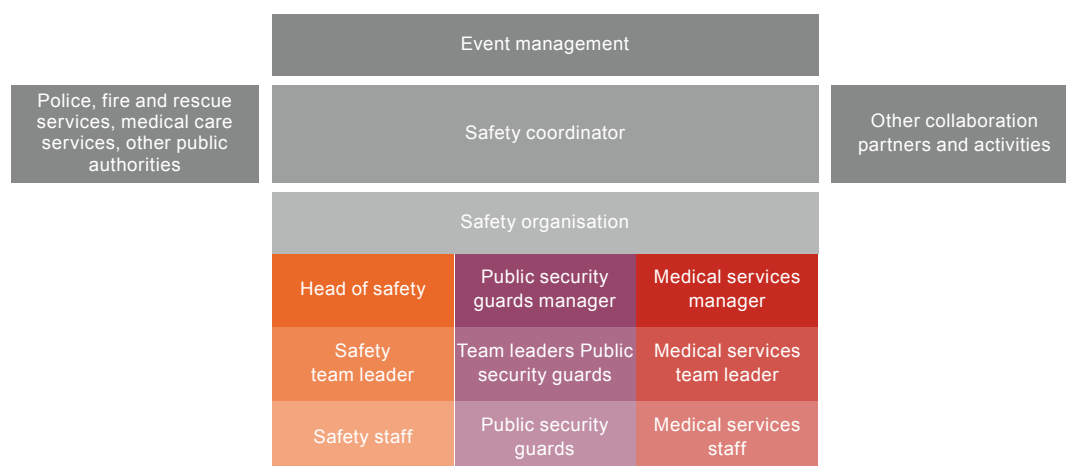 Event management
Police, fire and rescue
services, medical care
services, other public
authorities
Safety coordinator
Other collaboration
partners and activities
Safety organisation
Head of safety
Public security
guards manager
Medical services
manager
Safety
team leader
Team leaders Public
security guards
Medical services
team leader
Safety staff
Public security
guards
Medical services
staff